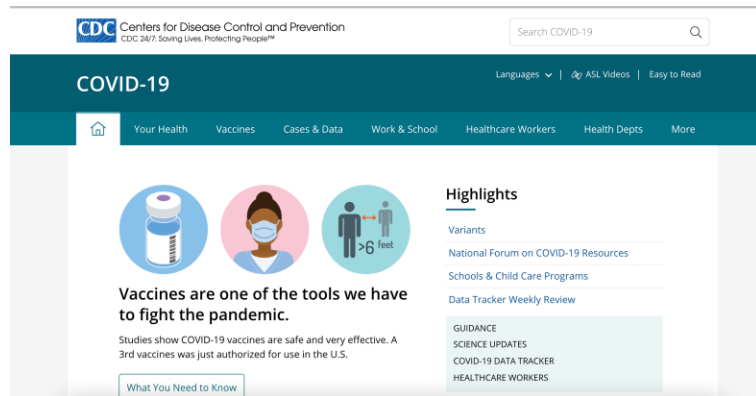 CDC Centers for Disease Control and Prevention
CDC 24/7: Saving Lives, Protecting People™
Search COVID-19
COVID-19
Languages | ASL Videos | Easy to Read
Your Health Vaccines Cases & Data Work & School Healthcare Workers Health Depts More
>6 feet
Vaccines are one of the tools we have
to fight the pandemic.
Studies show COVID-19 vaccines are safe and very effective. A
3rd vaccines was just authorized for use in the U.S.
What You Need to Know
Highlights
Variants
National Forum on COVID-19 Resources
Schools & Child Care Programs
Data Tracker Weekly Review
GUIDANCE
SCIENCE UPDATES
COVID-19 DATA TRACKER
HEALTHCARE WORKERS